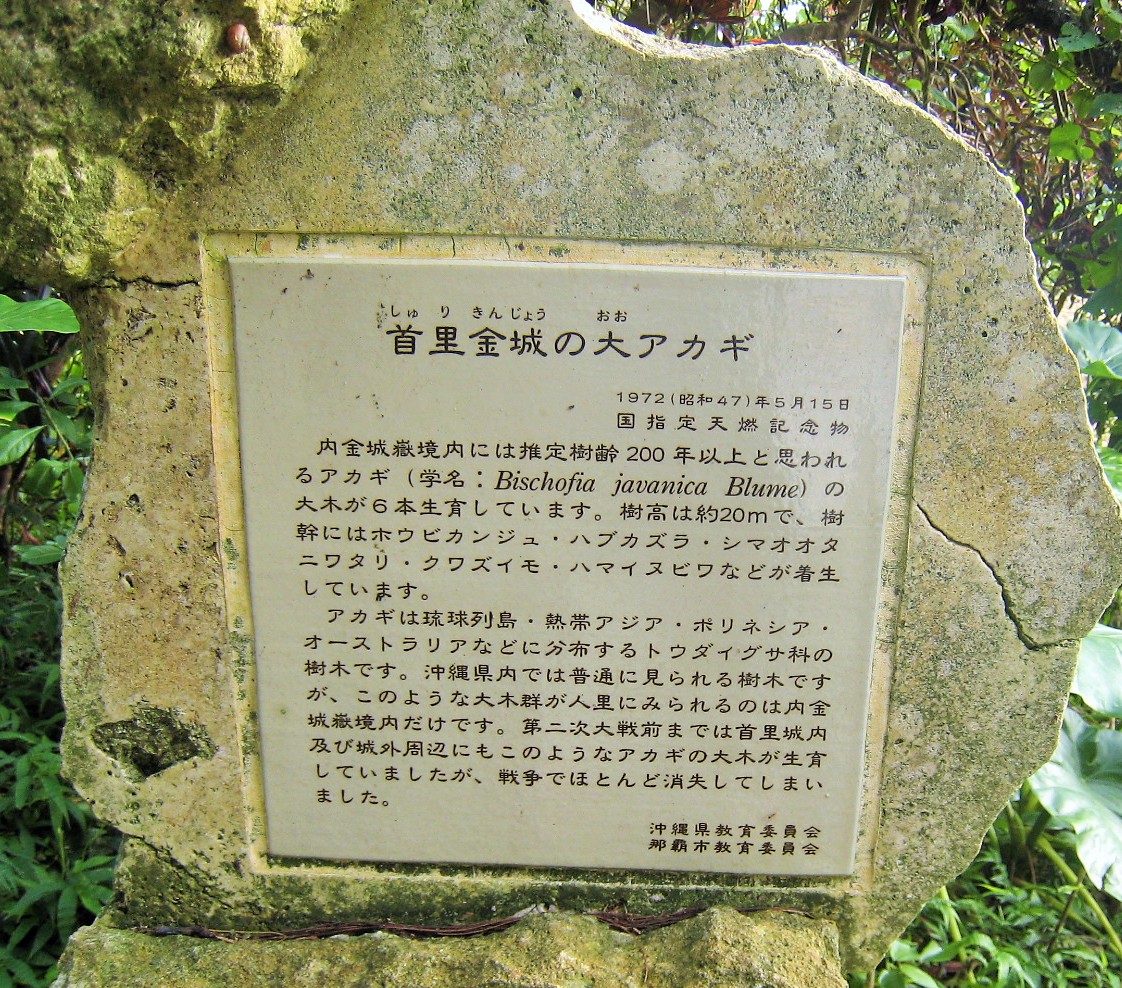 しゅ り きんじょう おお
首里金城の大アカギ
1972(昭和47)年5月15日
国指定天燃記念物
内金城嶽境内には推定樹齢200年以上と思われ
るアカギ(学名:Bischofia javanica Blume)の
大木が6本生育しています。樹高は約20mで、樹
幹にはホウビカンジュ・ハブカズラ・シマオオタ
ニワタリ・クワズイモ・ハマイヌビワなどが着生
しています。
アカギは琉球列島・熱帯アジア・ポリネシア・
オーストラリアなどに分布するトウダイグサ科の
樹木です。沖縄県内では普通に見られる樹木です
が、このような大木群が人里にみられるのは内金
城嶽境内だけです。第二次大戦前までは首里城内
及び城外周辺にもこのようなアカギの大木が生育
していましたが、戦争でほとんど消失してしまい
ました。
沖縄県教育委員会
那覇市教育委員会